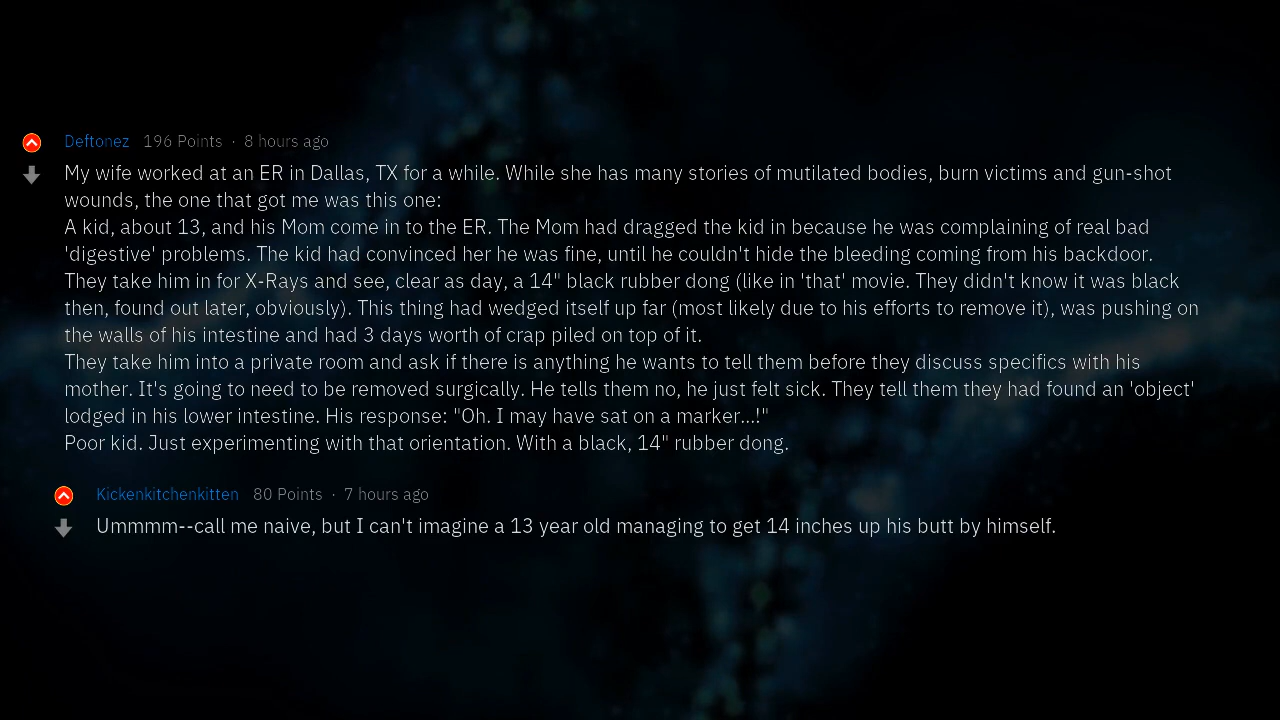 Deftonez 196 Points · 8 hours ago
My wife worked at an ER in Dallas, TX for a while. While she has many stories of mutilated bodies, burn victims and gun-shot
wounds, the one that got me was this one:
A kid, about 13, and his Mom come in to the ER. The Mom had dragged the kid in because he was complaining of real bad
'digestive' problems. The kid had convinced her he was fine, until he couldn't hide the bleeding coming from his backdoor.
They take him in for X-Rays and see, clear as day, a 14" black rubber dong (like in 'that' movie. They didn't know it was black
then, found out later, obviously). This thing had wedged itself up far (most likely due to his efforts to remove it), was pushing on
the walls of his intestine and had 3 days worth of crap piled on top of it.
They take him into a private room and ask if there is anything he wants to tell them before they discuss specifics with his
mother. It's going to need to be removed surgically. He tells them no, he just felt sick. They tell them they had found an 'object'
lodged in his lower intestine. His response: "Oh. I may have sat on a marker...!"
Poor kid. Just experimenting with that orientation. With a black, 14" rubber dong.
Kickenkitchenkitten 80 Points · 7 hours ago
Ummmm--call me naive, but I can't imagine a 13 year old managing to get 14 inches up his butt by himself.